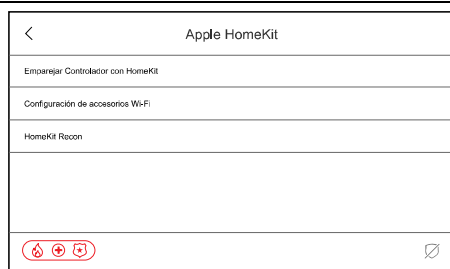 Apple HomeKit
Emparejar Controlador con HomeKit
Configuración de accesorios Wi-Fi
HomeKit Recon